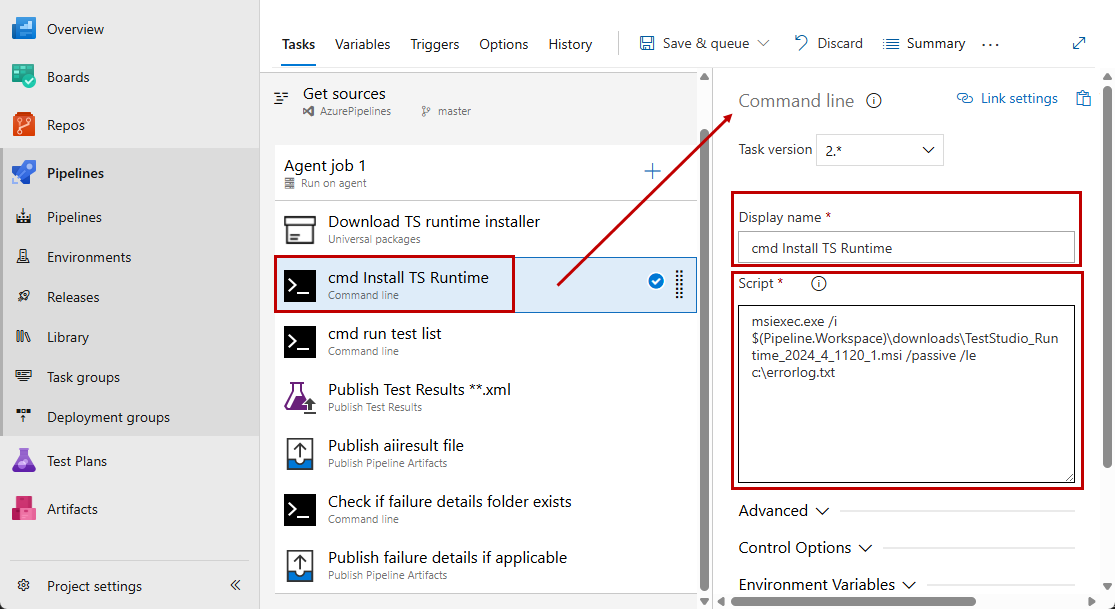 Overview
Boards
Repos
Pipelines
Pipelines
Environments
Releases
Library
Task groups
Deployment groups
Test Plans
Artifacts
Project settings
Tasks Variables Triggers Options History Save & queue Discard Summary ...
Get sources
AzurePipelines master
Agent job 1
Run on agent
Download TS runtime installer
Universal packages
cmd Install TS Runtime
Command line
cmd run test list
Command line
Publish Test Results **.xml
Publish Test Results
Publish aiiresult file
Publish Pipeline Artifacts
Check if failure details folder exists
Command line
Publish failure details if applicable
Publish Pipeline Artifacts
Command line Link settings
Task version 2.*
Display name *
cmd Install TS Runtime
Script *
msiexec.exe /i
$(Pipeline.Workspace)\downloads\TestStudio_Run
time_2024_4_1120_1.msi /passive /le
c:\errorlog.txt
Advanced
Control Options
Environment Variables